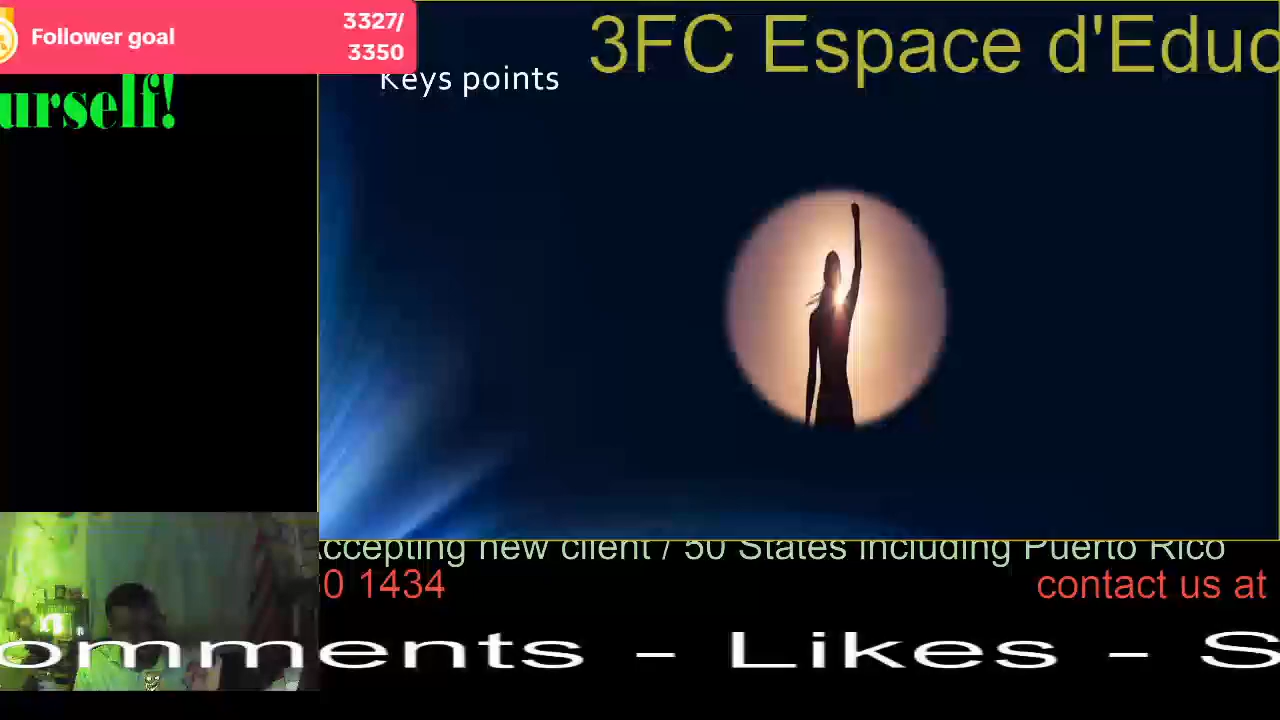 Follower goal
3327/
3350
3FC Espace d'Educ
Keys points
urself!
ccepting new client / 50 States including Puerto Rico
0 1434
contact us at
omments - Likes - S